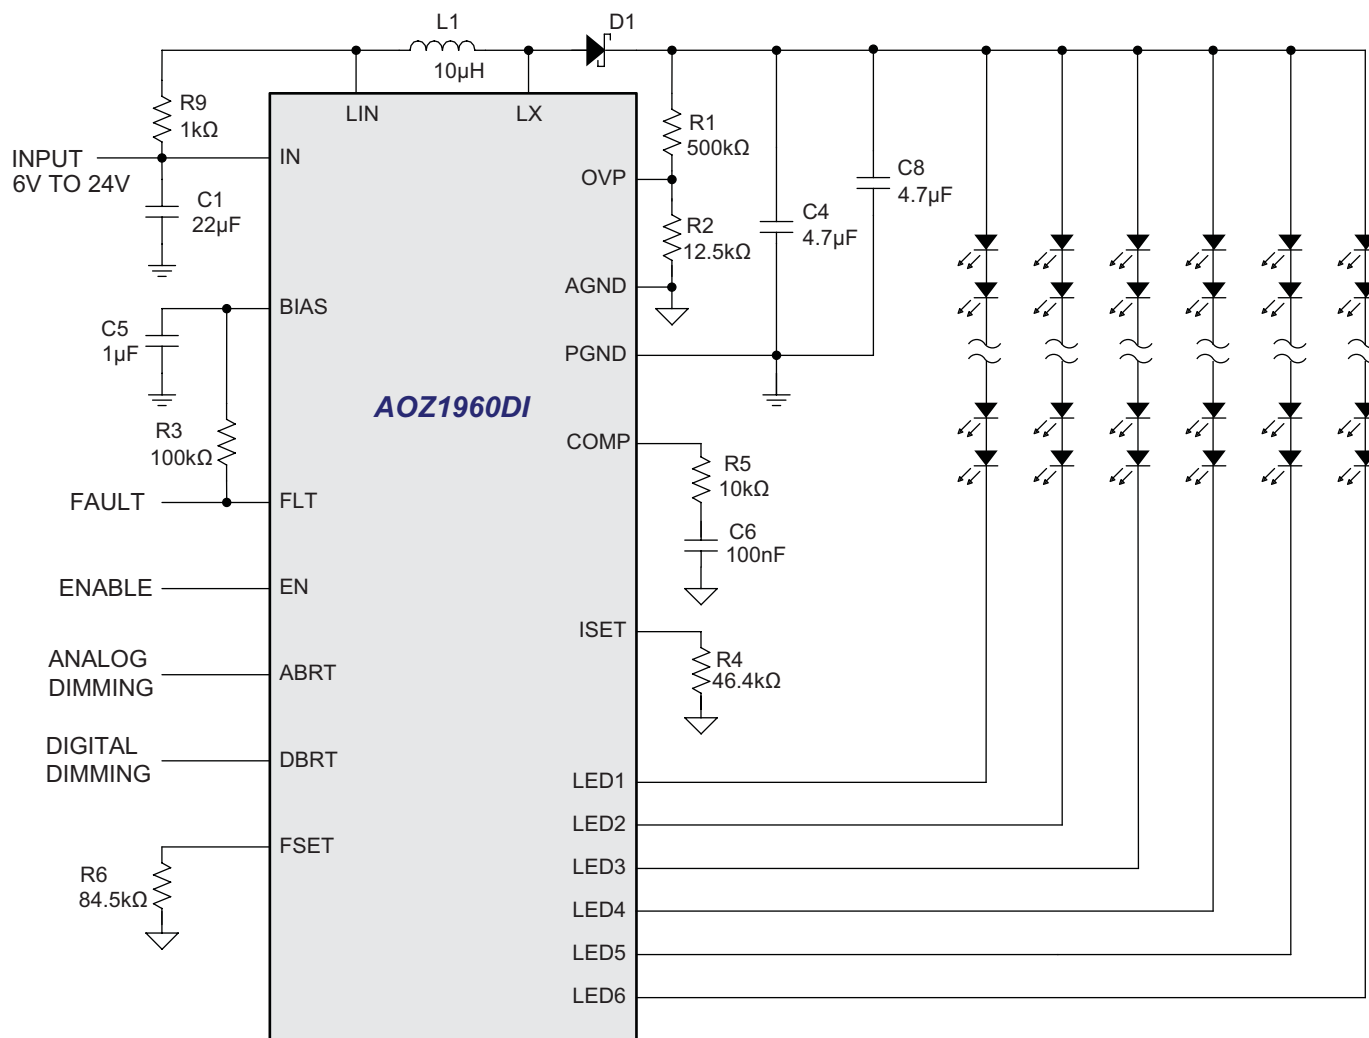 L1
10µH
D1
LIN
LX
R9
1kΩ
INPUT
6V TO 24V
IN
C1
22µF
R1
500kΩ
OVP
R2
12.5kΩ
C8
4.7µF
C4
4.7µF
AGND
BIAS
C5
1µF
PGND
AOZ1960DI
R3
100kΩ
COMP
R5
10kΩ
FAULT
FLT
C6
100nF
ENABLE
EN
ISET
ANALOG
DIMMING
ABRT
R4
46.4kΩ
DIGITAL
DIMMING
DBRT
LED1
LED2
FSET
R6
84.5kΩ
LED3
LED4
LED5
LED6